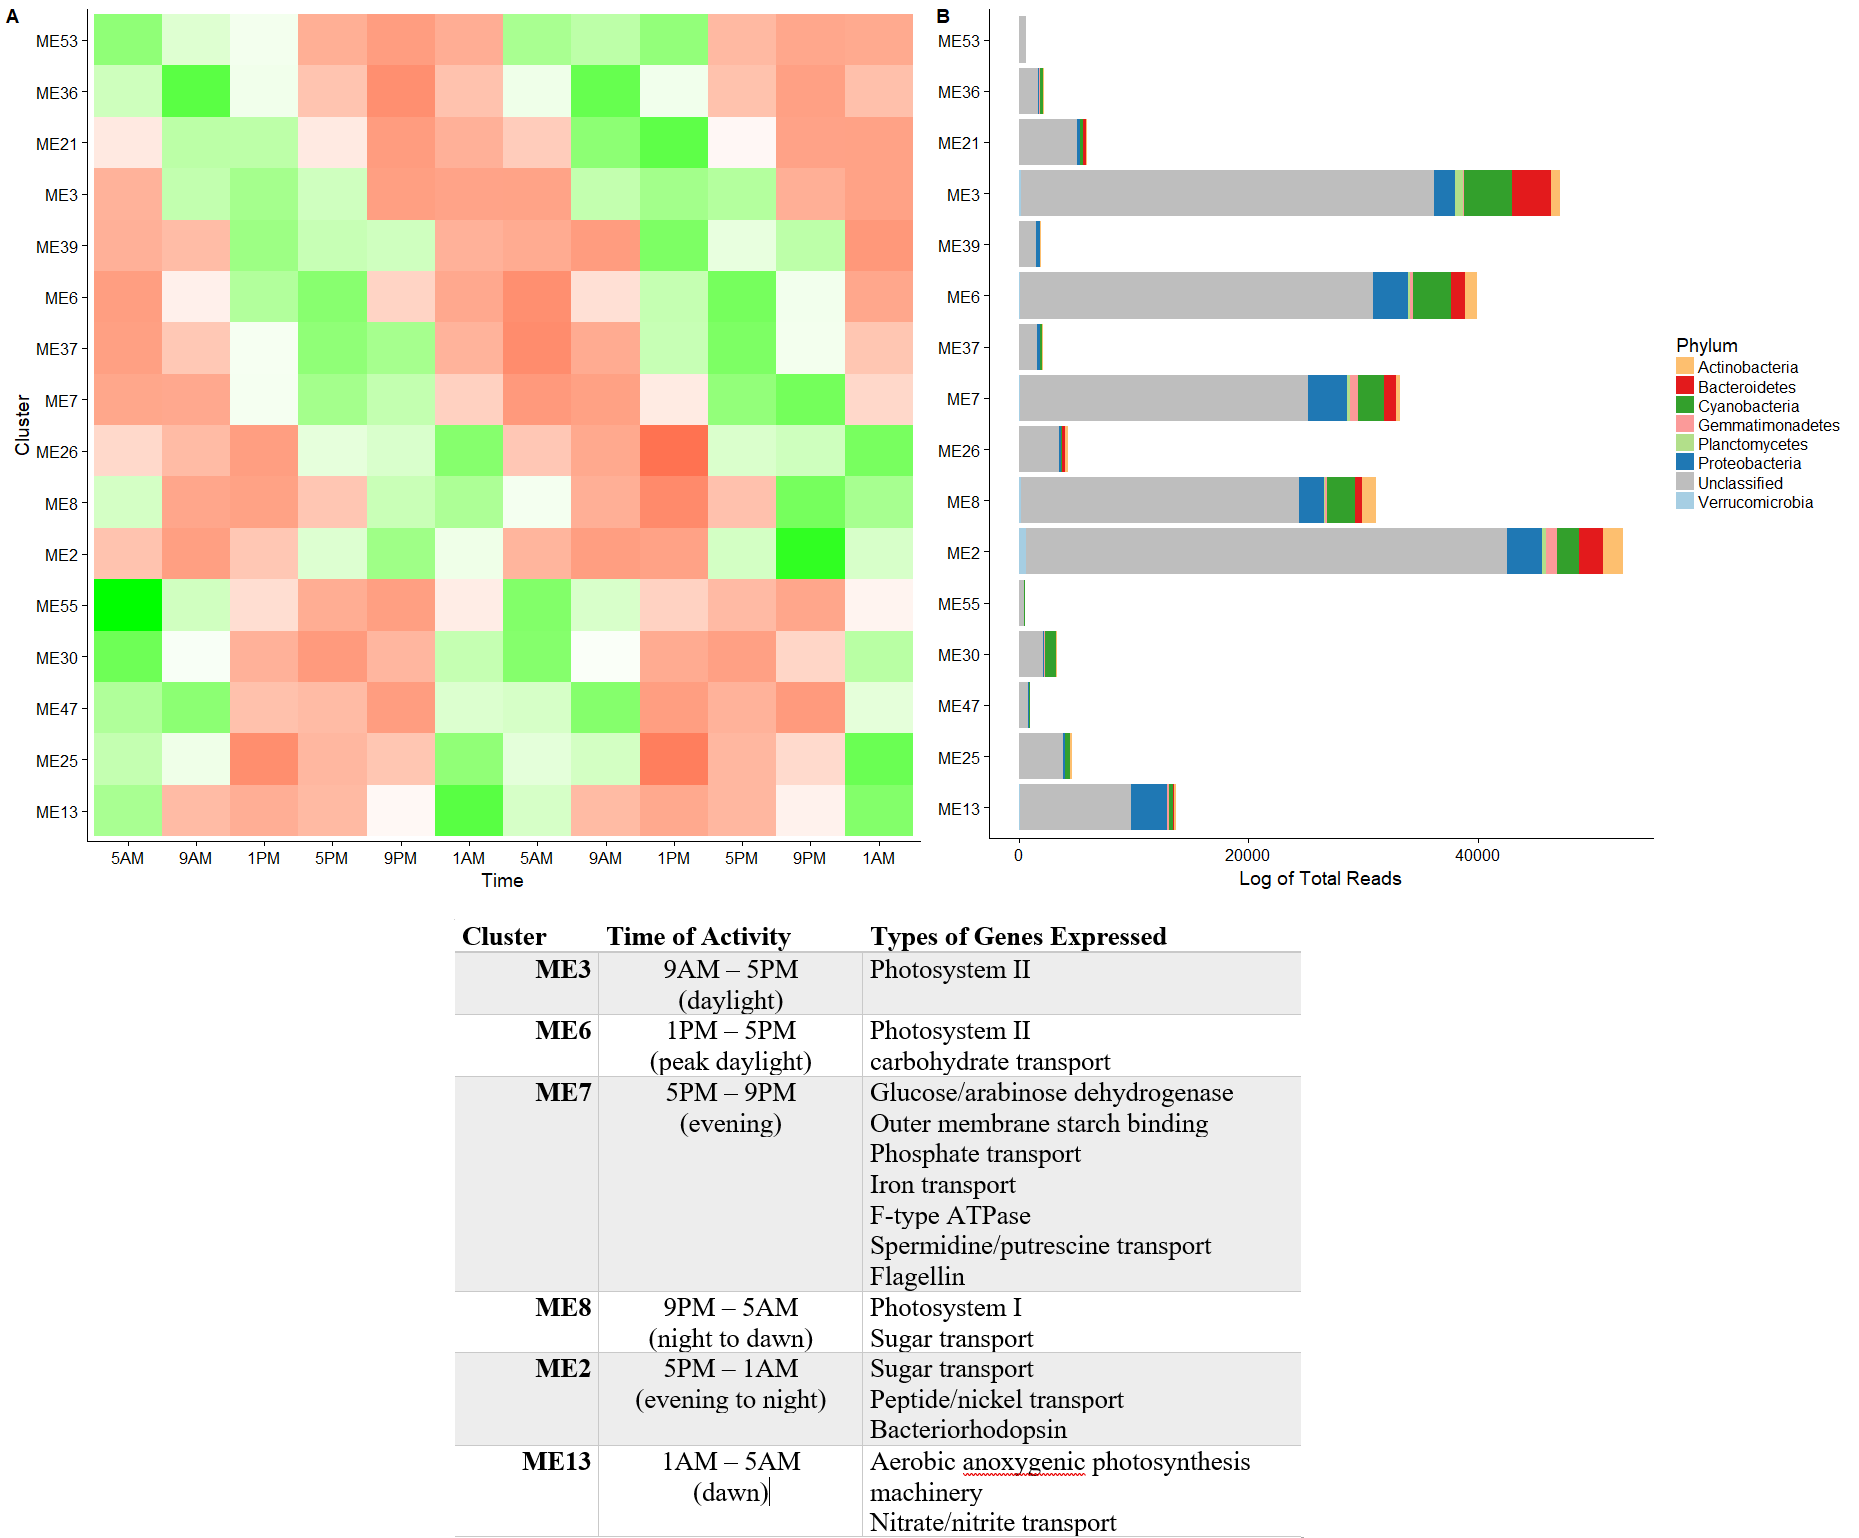 A
ME53
ME36
ME21
ME3
ME39
ME6
ME37
ME7
ME26
ME8
ME2
ME55
ME30
ME47
ME25
ME13
Cluster
5AM 9AM 1PM 5PM 9PM 1AM 5AM 9AM 1PM 5PM 9PM 1AM
Time
B
ME53
ME36
ME21
ME3
ME39
ME6
ME37
ME7
ME26
ME8
ME2
ME55
ME30
ME47
ME25
ME13
0 20000 40000
Log of Total Reads
Phylum
Actinobacteria
Bacteroidetes
Cyanobacteria
Gemmatimonadetes
Planctomycetes
Proteobacteria
Unclassified
Verrucomicrobia
Cluster Time of Activity Types of Genes Expressed
ME3 9AM – 5PM Photosystem II
(daylight)
ME6 1PM – 5PM Photosystem II
(peak daylight) carbohydrate transport
ME7 5PM – 9PM Glucose/arabinose dehydrogenase
(evening) Outer membrane starch binding
Phosphate transport
Iron transport
F-type ATPase
Spermidine/putrescine transport
Flagellin
ME8 9PM – 5AM Photosystem I
(night to dawn) Sugar transport
ME2 5PM – 1AM Sugar transport
(evening to night) Peptide/nickel transport
Bacteriorhodopsin
ME13 1AM – 5AM Aerobic anoxygenic photosynthesis
(dawn) machinery
Nitrate/nitrite transport